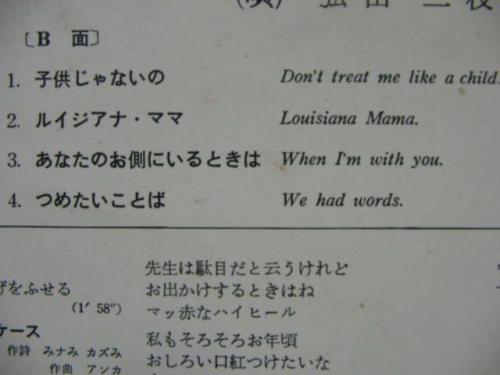 [B 面]
1. 子供じゃないの Don't treat me like a child.
2. ルイジアナ・ママ Louisiana Mama.
3. あなたのお側にいるときは When I'm with you.
4. つめたいことば We had words.
先生は駄目だと云うけれど
げをふせる お出かけするときはね
(1′ 58″) マッ赤なハイヒール
ケース 私もそろそろお年頃
作詩 みナみ カズみ おしろい口紅つけたいな
作曲 アンカ